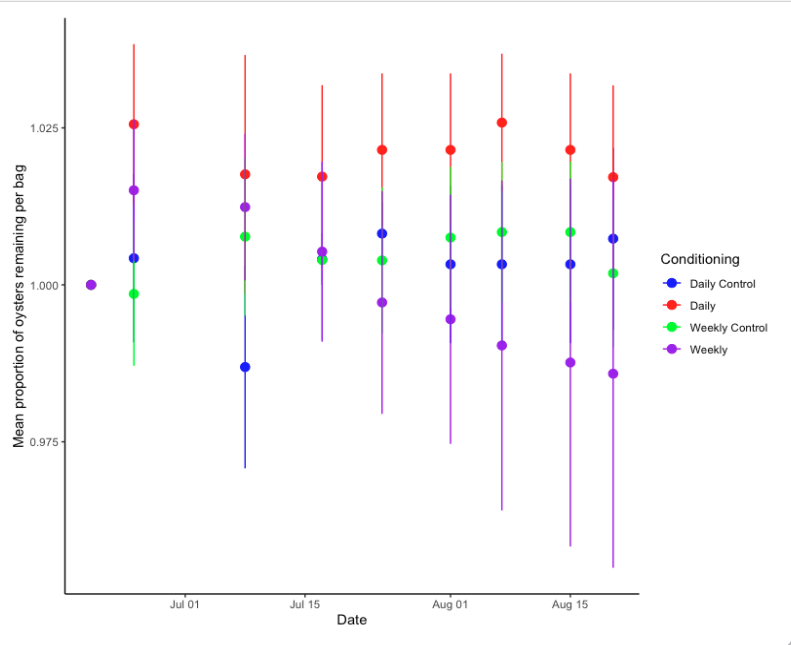 Mean proportion of oysters remaining per bag
1.025
1.000
0.975
Jul 01
Jul 15
Aug 01
Aug 15
Date
Conditioning
Daily Control
Daily
Weekly Control
Weekly